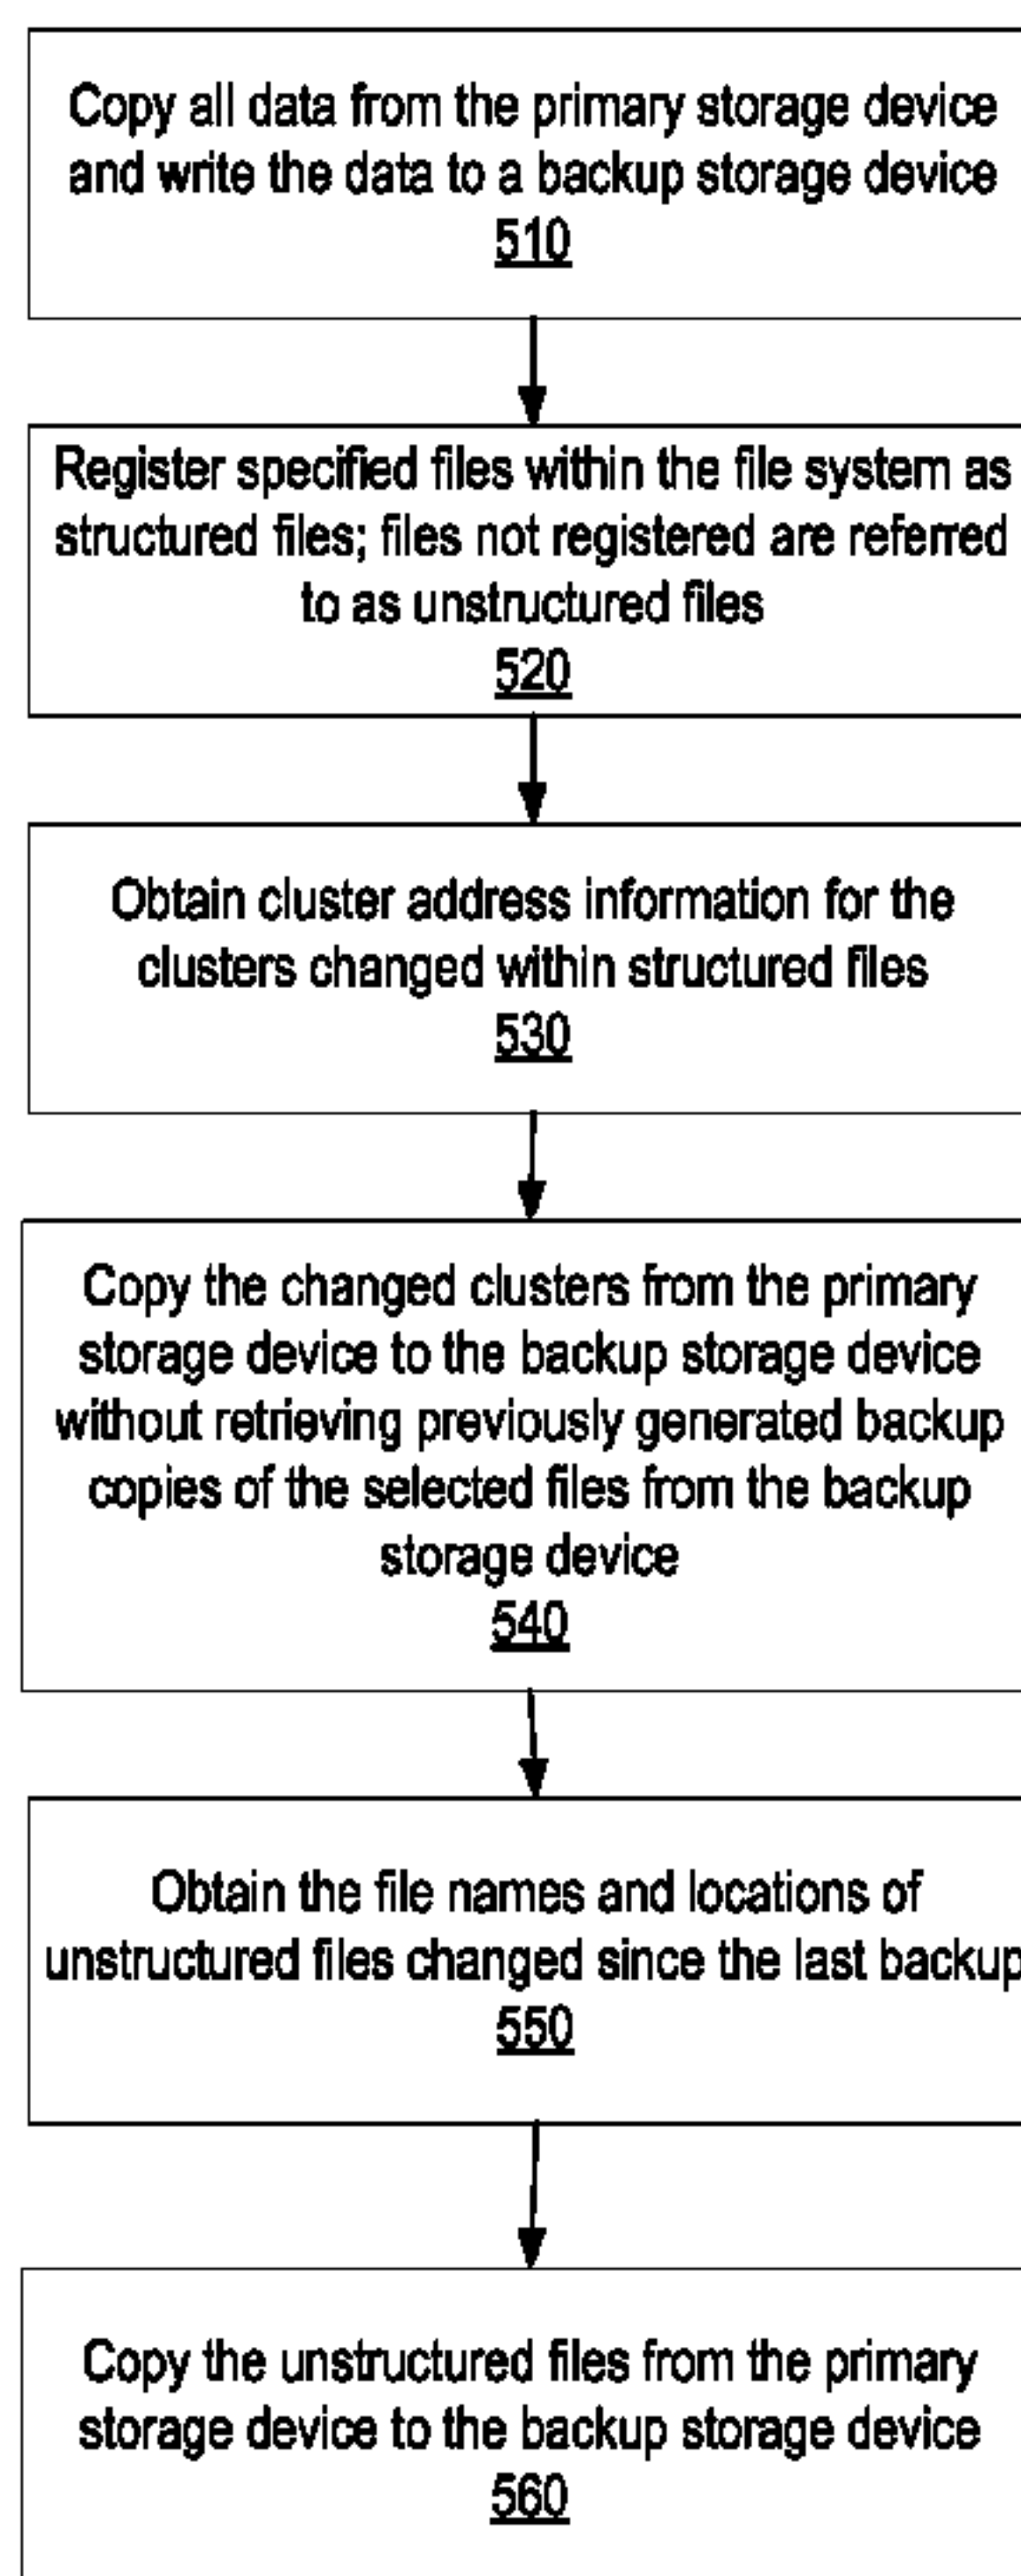 Copy all data from the primary storage device
and write the data to a backup storage device
510
Register specified files within the file system as
structured files; files not registered are referred
to as unstructured files
520
Obtain cluster address information for the
clusters changed within structured files
530
Copy the changed clusters from the primary
storage device to the backup storage device
without retrieving previously generated backup
copies of the selected files from the backup
storage device
540
Obtain the file names and locations of
unstructured files changed since the last backup
550
Copy the unstructured files from the primary
storage device to the backup storage device
560